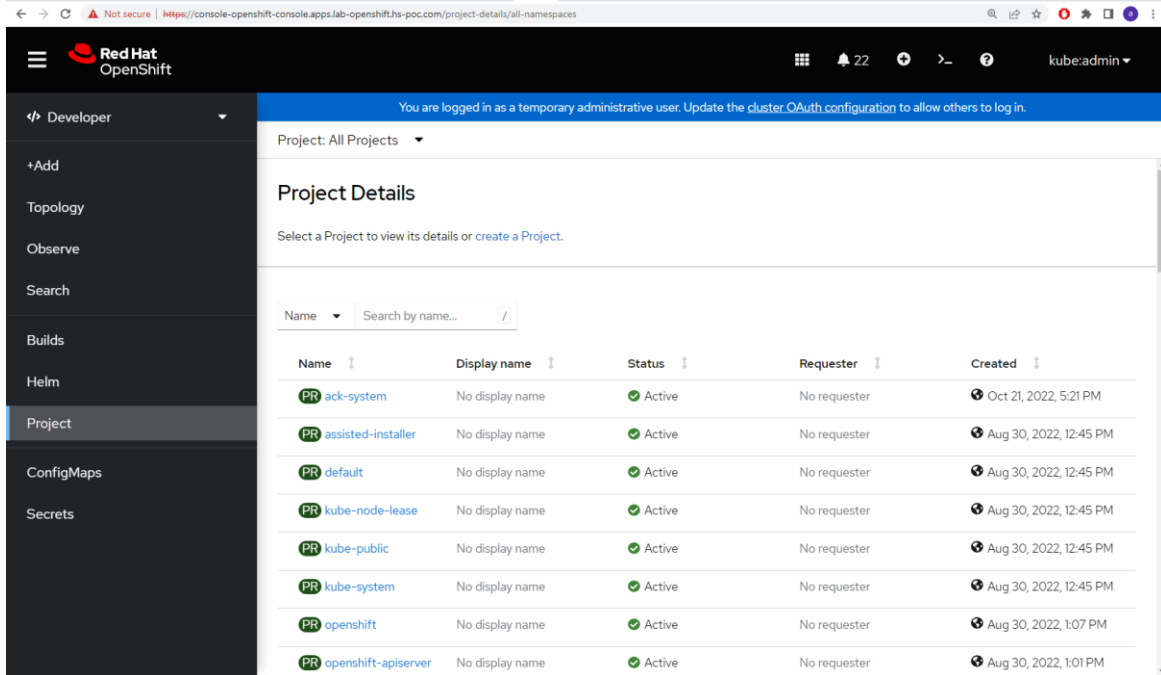 Not secure | https://console-openshift-console.apps.lab-openshift.hs-poc.com/project-details/all-namespaces
a
Red Hat
OpenShift
22
kube:admin
You are logged in as a temporary administrative user. Update the cluster OAuth configuration to allow others to log in.
Developer
+Add
Topology
Observe
Search
Builds
Helm
Project
ConfigMaps
Secrets
Project: All Projects
Project Details
Select a Project to view its details or create a Project.
Name Search by name... /
Name Display name Status Requester Created
PR ack-system No display name Active No requester Oct 21, 2022, 5:21 PM
PR assisted-installer No display name Active No requester Aug 30, 2022, 12:45 PM
PR default No display name Active No requester Aug 30, 2022, 12:45 PM
PR kube-node-lease No display name Active No requester Aug 30, 2022, 12:45 PM
PR kube-public No display name Active No requester Aug 30, 2022, 12:45 PM
PR kube-system No display name Active No requester Aug 30, 2022, 12:45 PM
PR openshift No display name Active No requester Aug 30, 2022, 1:07 PM
PR openshift-apiserver No display name Active No requester Aug 30, 2022, 1:01 PM